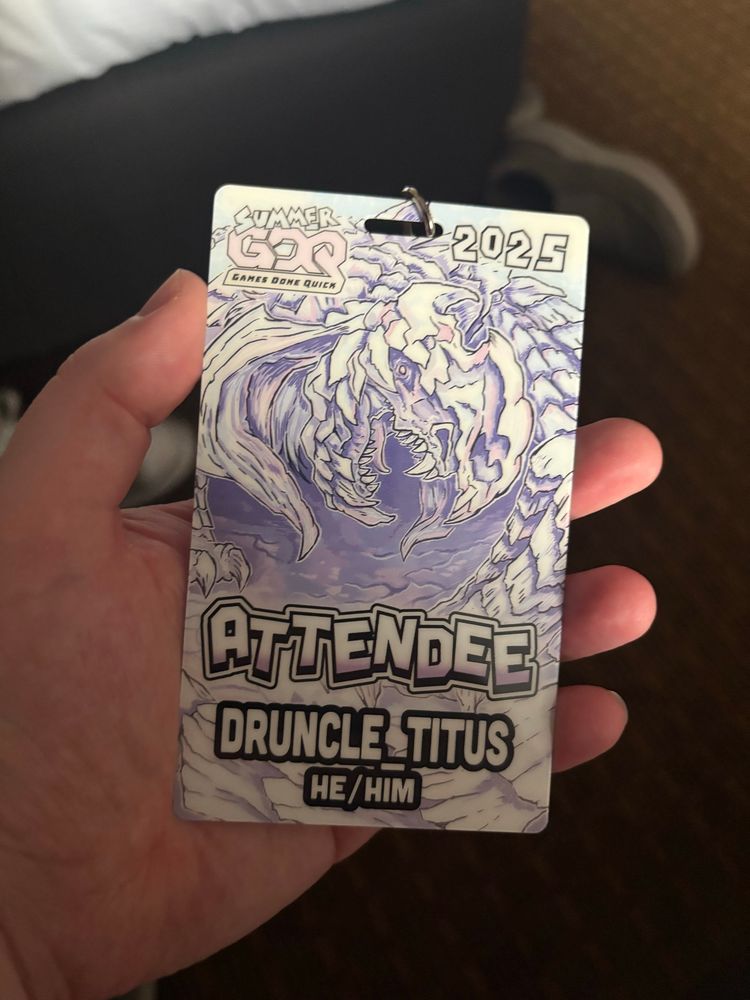 SUMMER
GDQ
GAMES DONE QUICK
2025
ATTENDEE
DRUNCLE_TITUS
HE/HIM